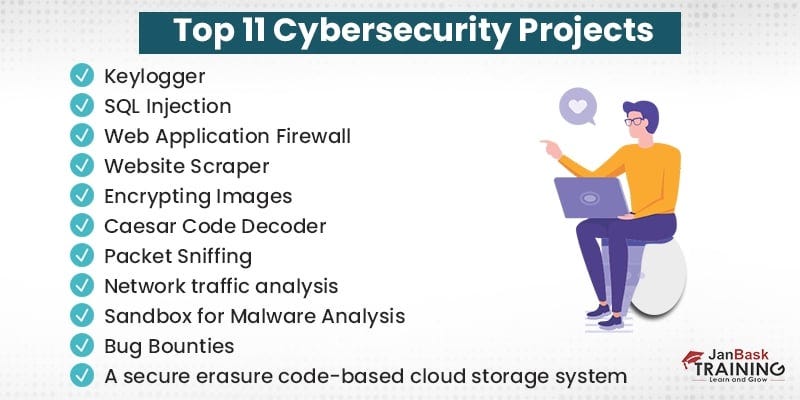 Top 11 Cybersecurity Projects
Keylogger
SQL Injection
Web Application Firewall
Website Scraper
Encrypting Images
Caesar Code Decoder
Packet Sniffing
Network traffic analysis
Sandbox for Malware Analysis
Bug Bounties
A secure erasure code-based cloud storage system
JanBask
TRAINING
Learn and Grow